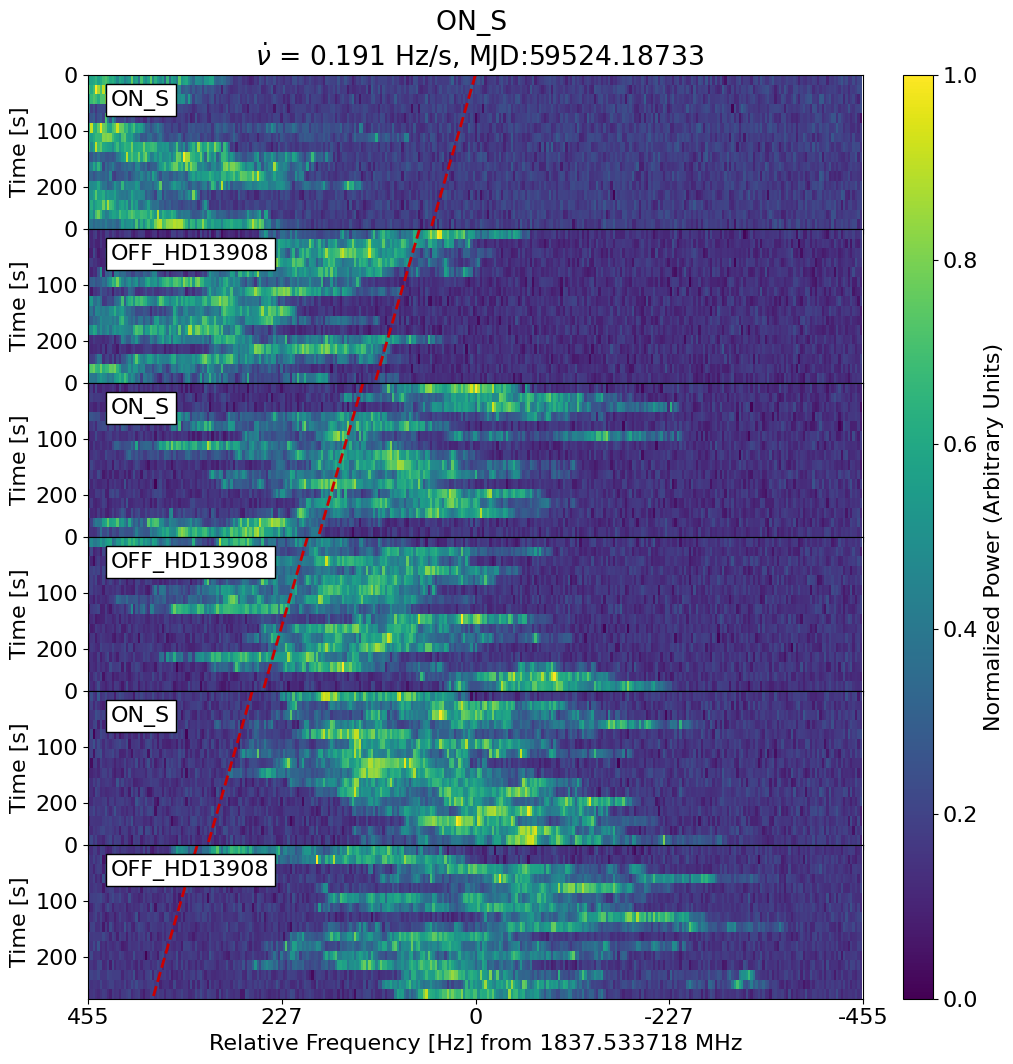 ON_S
ν̇ = 0.191 Hz/s, MJD:59524.18733
0
100
200
Time [s]
ON_S
0
100
200
Time [s]
OFF_HD13908
0
100
200
Time [s]
ON_S
0
100
200
Time [s]
OFF_HD13908
0
100
200
Time [s]
ON_S
0
100
200
Time [s]
OFF_HD13908
455 227 0 -227 -455
Relative Frequency [Hz] from 1837.533718 MHz
1.0
0.8
0.6
0.4
0.2
0.0
Normalized Power (Arbitrary Units)